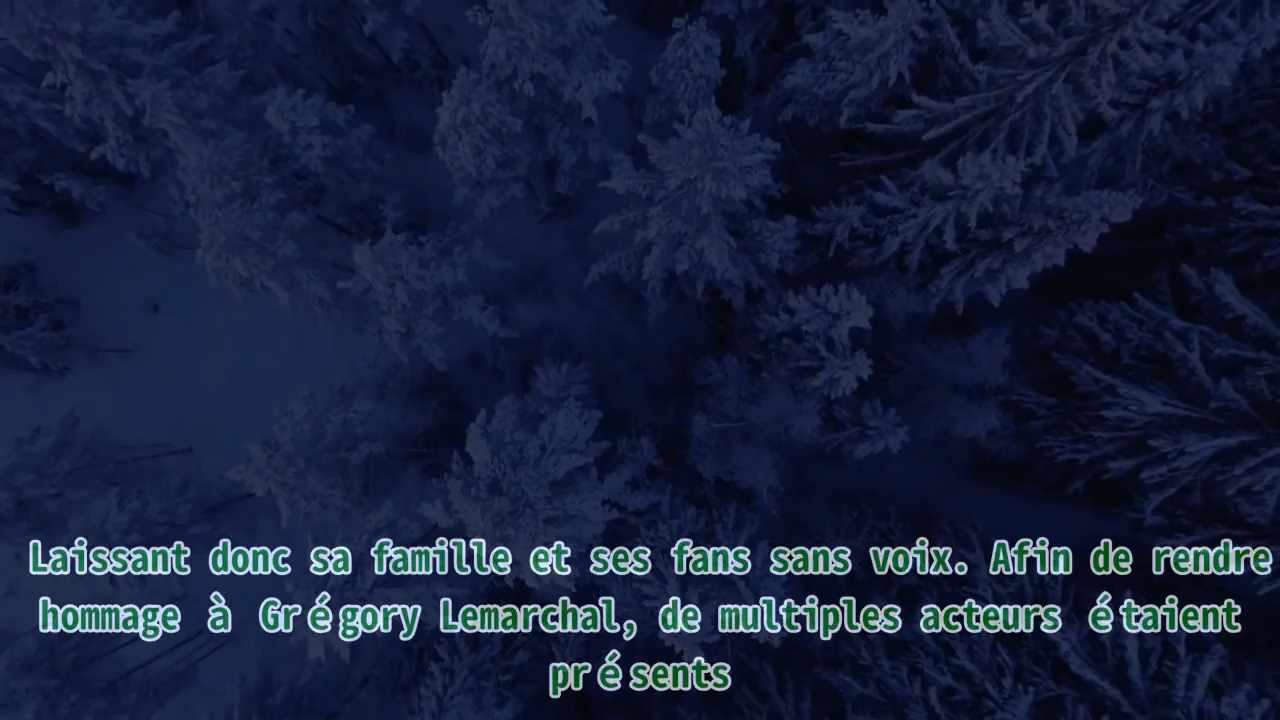 Laissant donc sa famille et ses fans sans voix. Afin de rendre
hommage à Grégory Lemarchal, de multiples acteurs étaient
présents